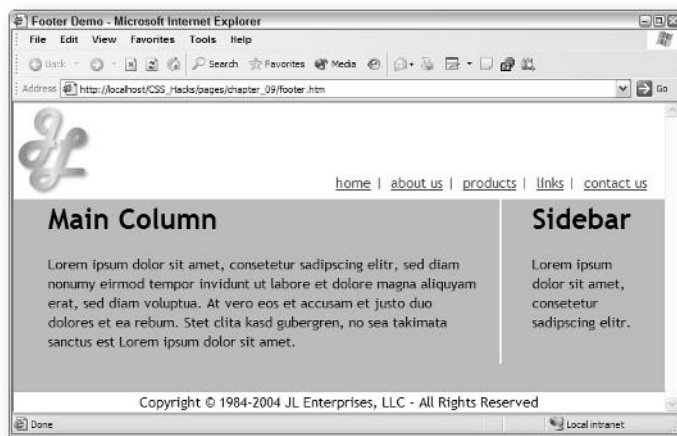 Footer Demo - Microsoft Internet Explorer
File Edit View Favorites Tools Help
Back Search Favorites Media
Address http://localhost/CSS_Hacks/pages/chapter_09/footer.htm Go
JL
home | about us | products | links | contact us
Main Column
Lorem ipsum dolor sit amet, consetetur sadipscing elitr, sed diam
nonumy eirmod tempor invidunt ut labore et dolore magna aliquyam
erat, sed diam voluptua. At vero eos et accusam et justo duo
dolores et ea rebum. Stet clita kasd gubergren, no sea takimata
sanctus est Lorem ipsum dolor sit amet.
Sidebar
Lorem ipsum
dolor sit amet,
consetetur
sadipscing elitr.
Copyright © 1984-2004 JL Enterprises, LLC - All Rights Reserved
Done Local intranet